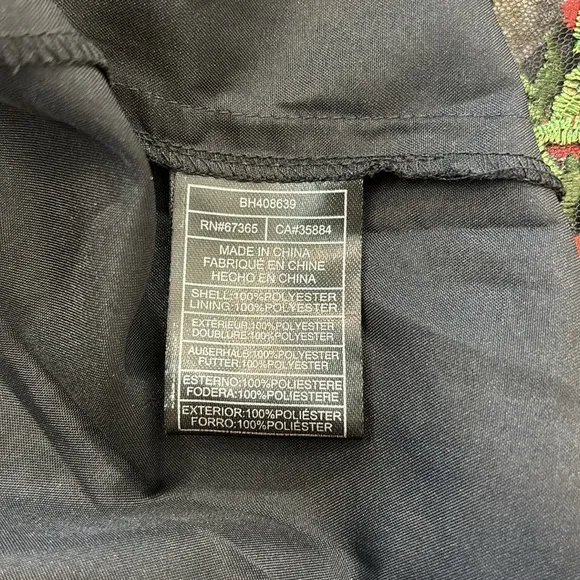 BH408639
RN#67365 CA#35884
MADE IN CHINA
FABRIQUÉ EN CHINE
HECHO EN CHINA
SHELL:100%POLYESTER
LINING:100%POLYESTER
EXTERIEUR:100%POLYESTER
DOUBLURE:100%POLYESTER
AUßERHALB:100%POLYESTER
FUTTER:100%POLYESTER
ESTERNO:100%POLIESTERE
FODERA:100%POLIESTERE
EXTERIOR:100%POLIÉSTER
FORRO:100%POLIÉSTER